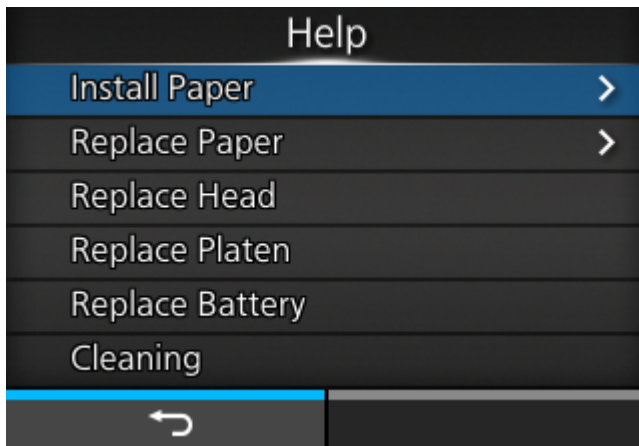 Help
Install Paper
Replace Paper
Replace Head
Replace Platen
Replace Battery
Cleaning